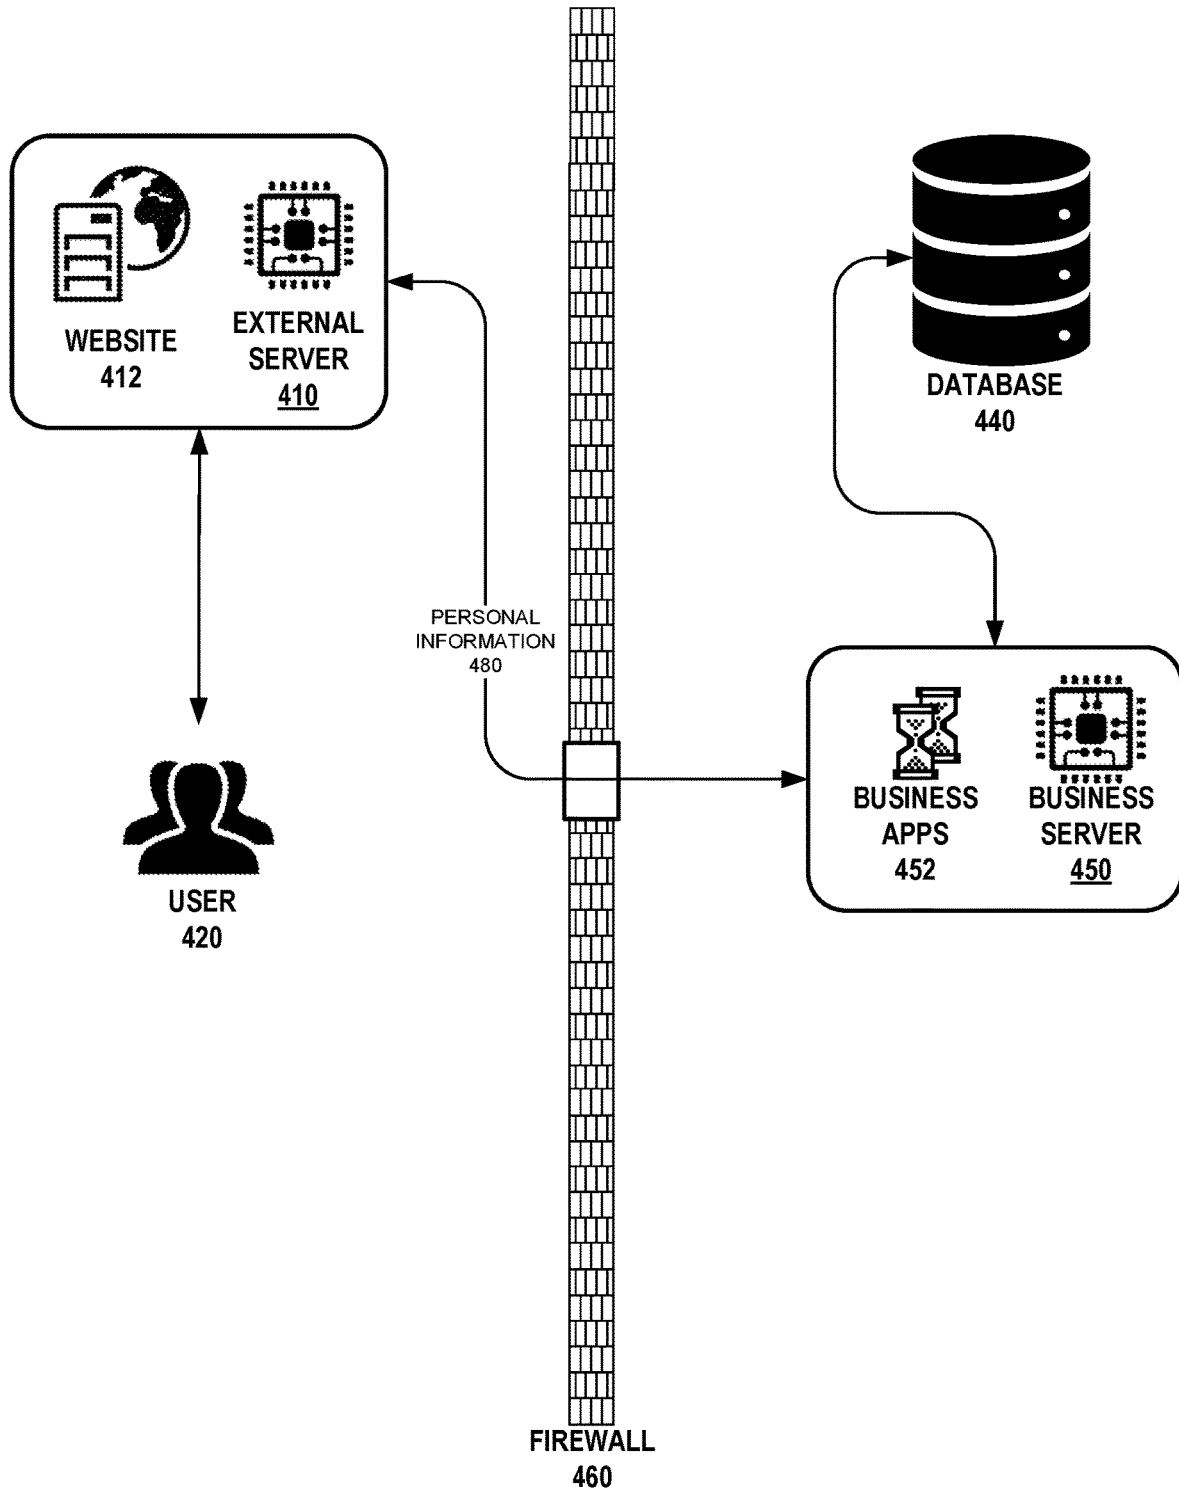 WEBSITE
412
EXTERNAL
SERVER
410
DATABASE
440
PERSONAL
INFORMATION
480
BUSINESS
APPS
452
BUSINESS
SERVER
450
USER
420
FIREWALL
460